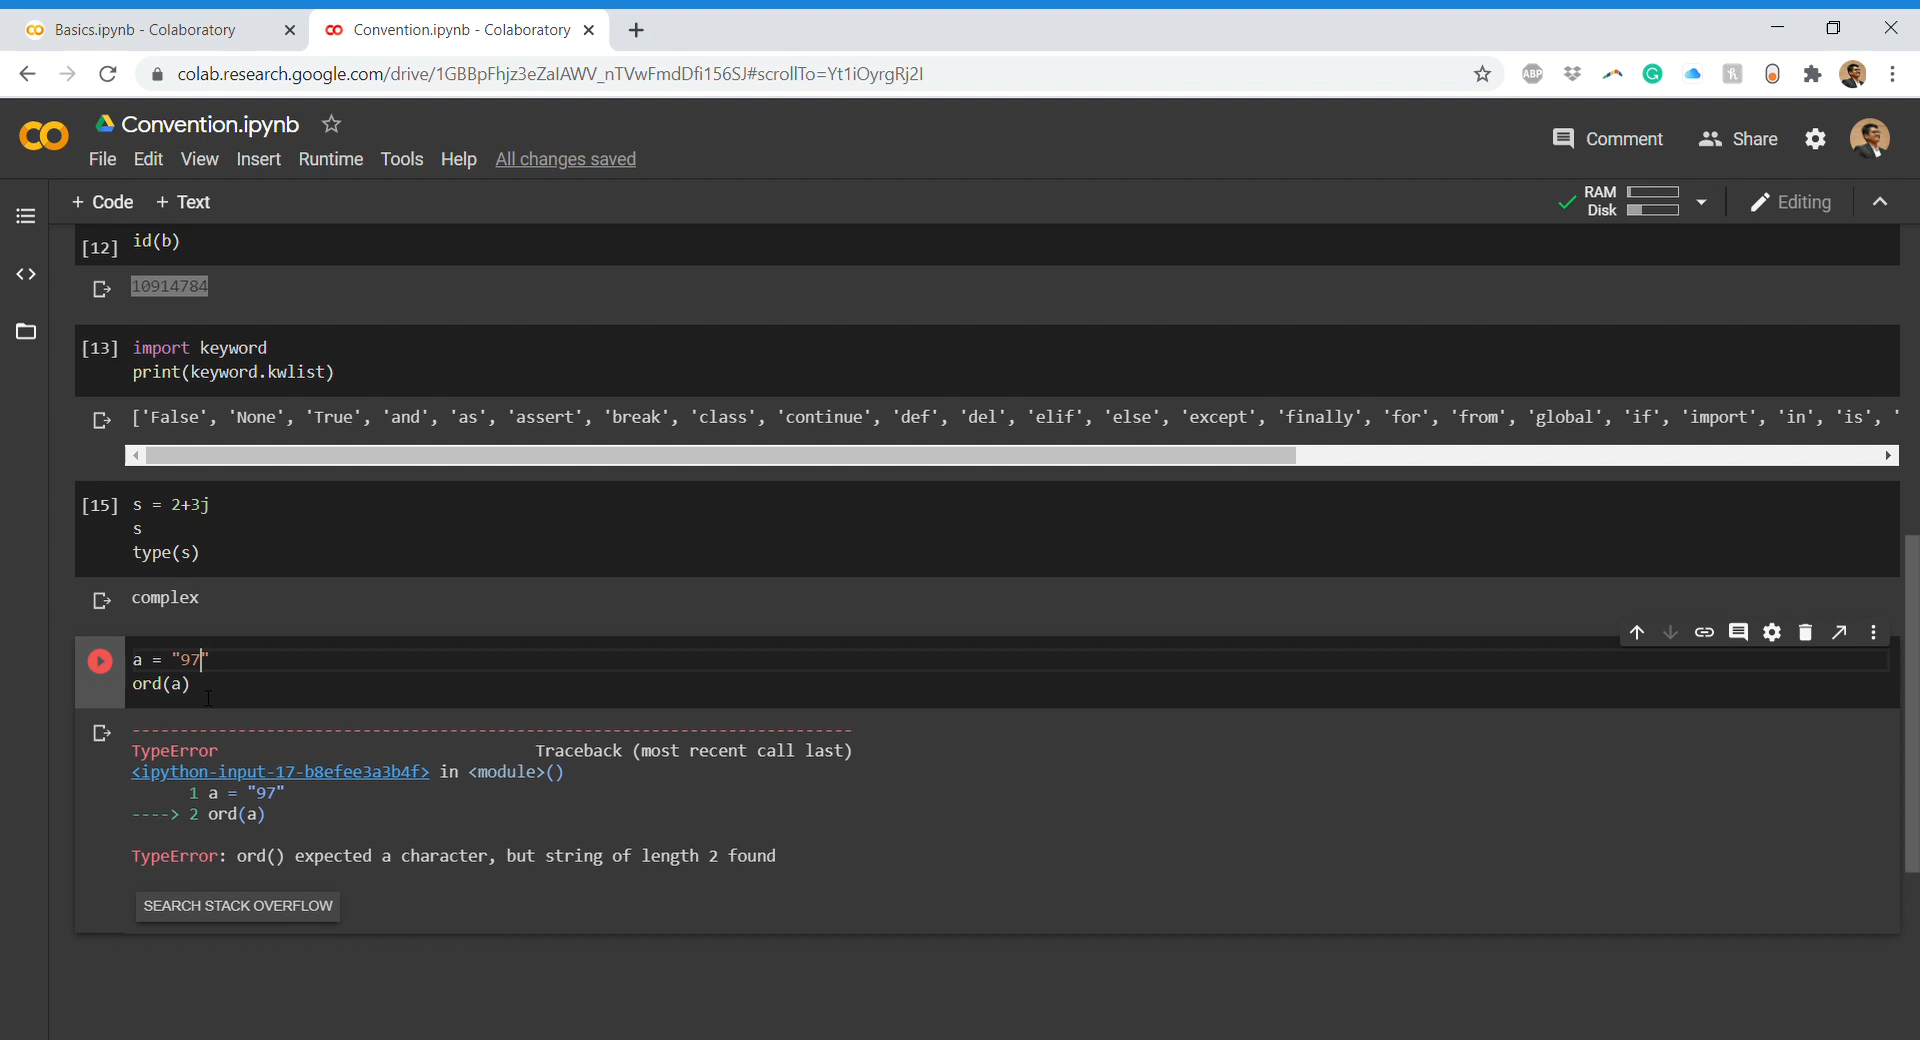 Basics.ipynb - Colaboratory
Convention.ipynb - Colaboratory
colab.research.google.com/drive/1GBBpFhjz3eZaIAWV_nTVwFmdDfi156SJ#scrollTo=Yt1iOyrgRj2I
ABP
Convention.ipynb
File Edit View Insert Runtime Tools Help All changes saved
Comment
Share
+ Code + Text
RAM
Disk
Editing
[12] id(b)
10914784
[13] import keyword
print(keyword.kwlist)
['False', 'None', 'True', 'and', 'as', 'assert', 'break', 'class', 'continue', 'def', 'del', 'elif', 'else', 'except', 'finally', 'for', 'from', 'global', 'if', 'import', 'in', 'is', '
[15] s = 2+3j
s
type(s)
complex
a = "97"
ord(a)
---------------------------------------------------------------------------
TypeError Traceback (most recent call last)
<ipython-input-17-b8efee3a3b4f> in <module>()
1 a = "97"
----> 2 ord(a)
TypeError: ord() expected a character, but string of length 2 found
SEARCH STACK OVERFLOW